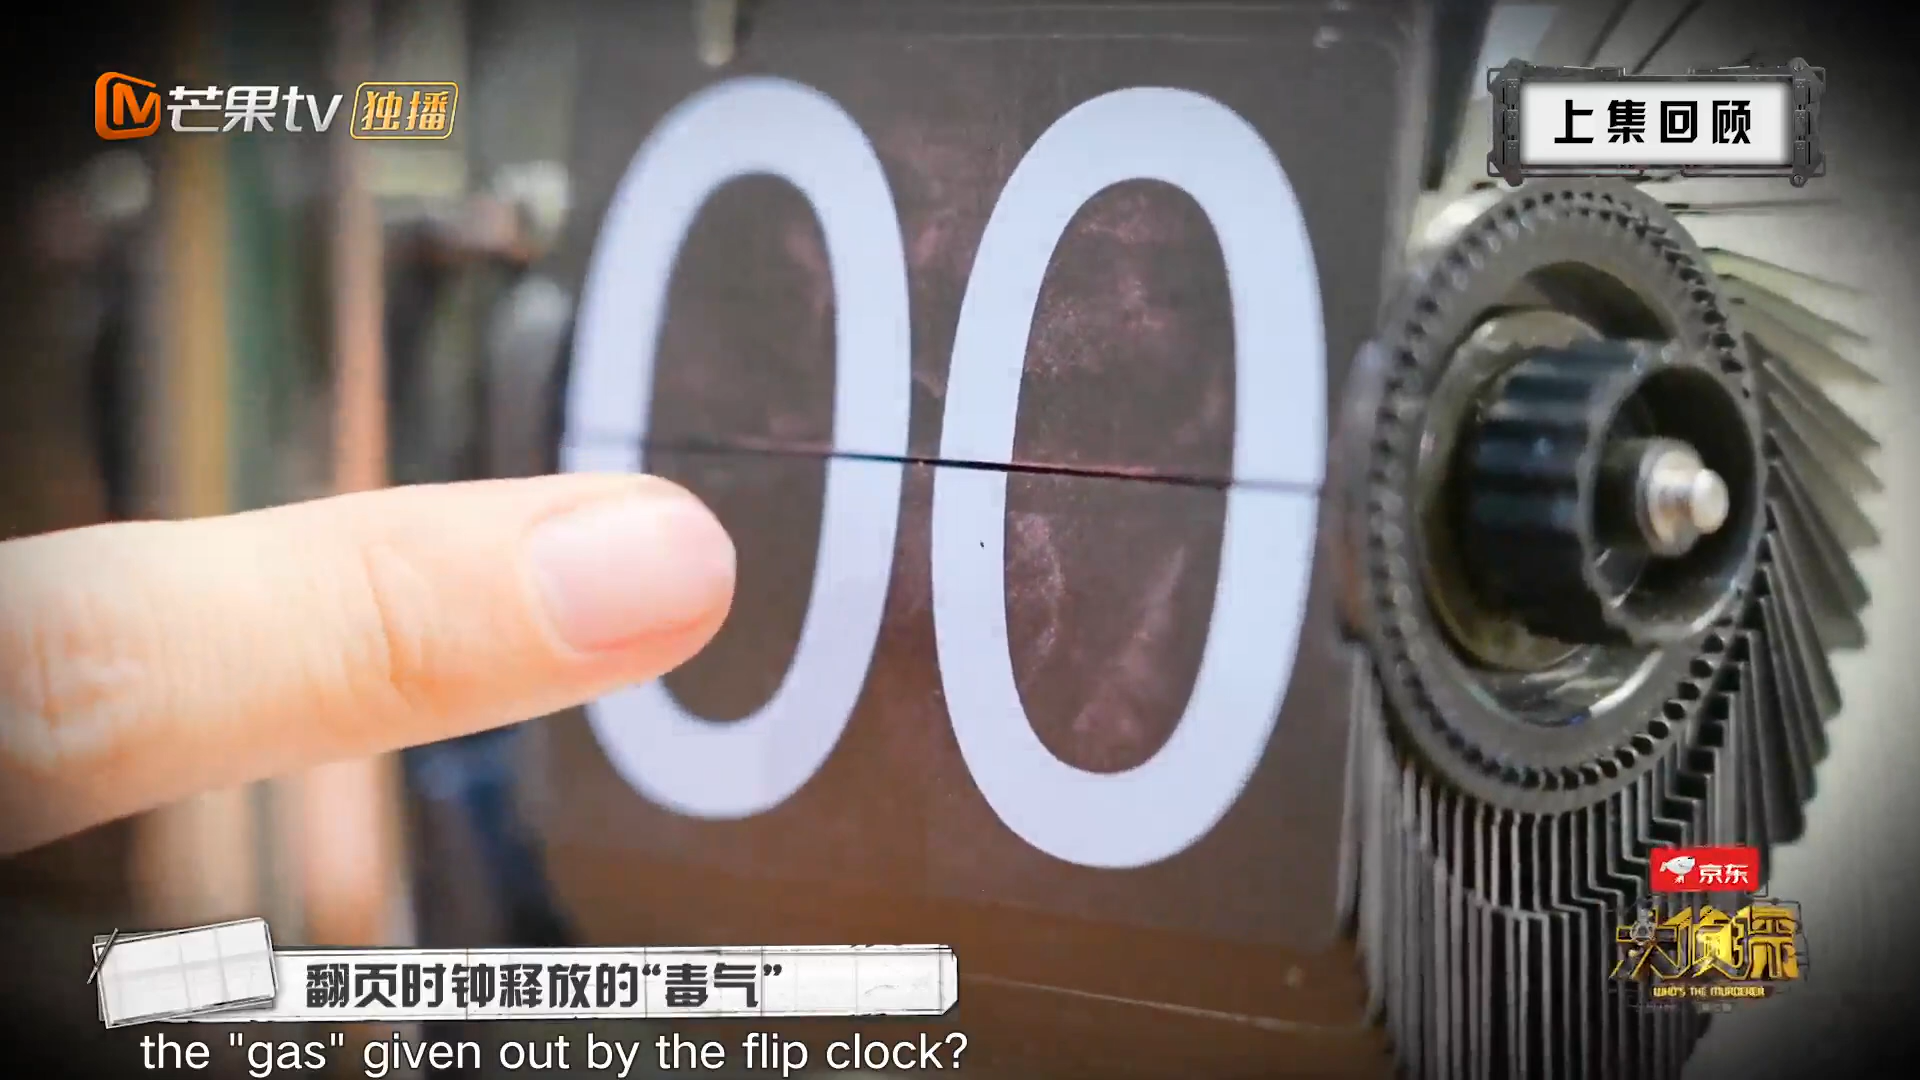 芒果tv 独播
上集回顾
00
京东
大侦探
WHO'S THE MURDERER
翻页时钟释放的“毒气”
the "gas" given out by the flip clock?